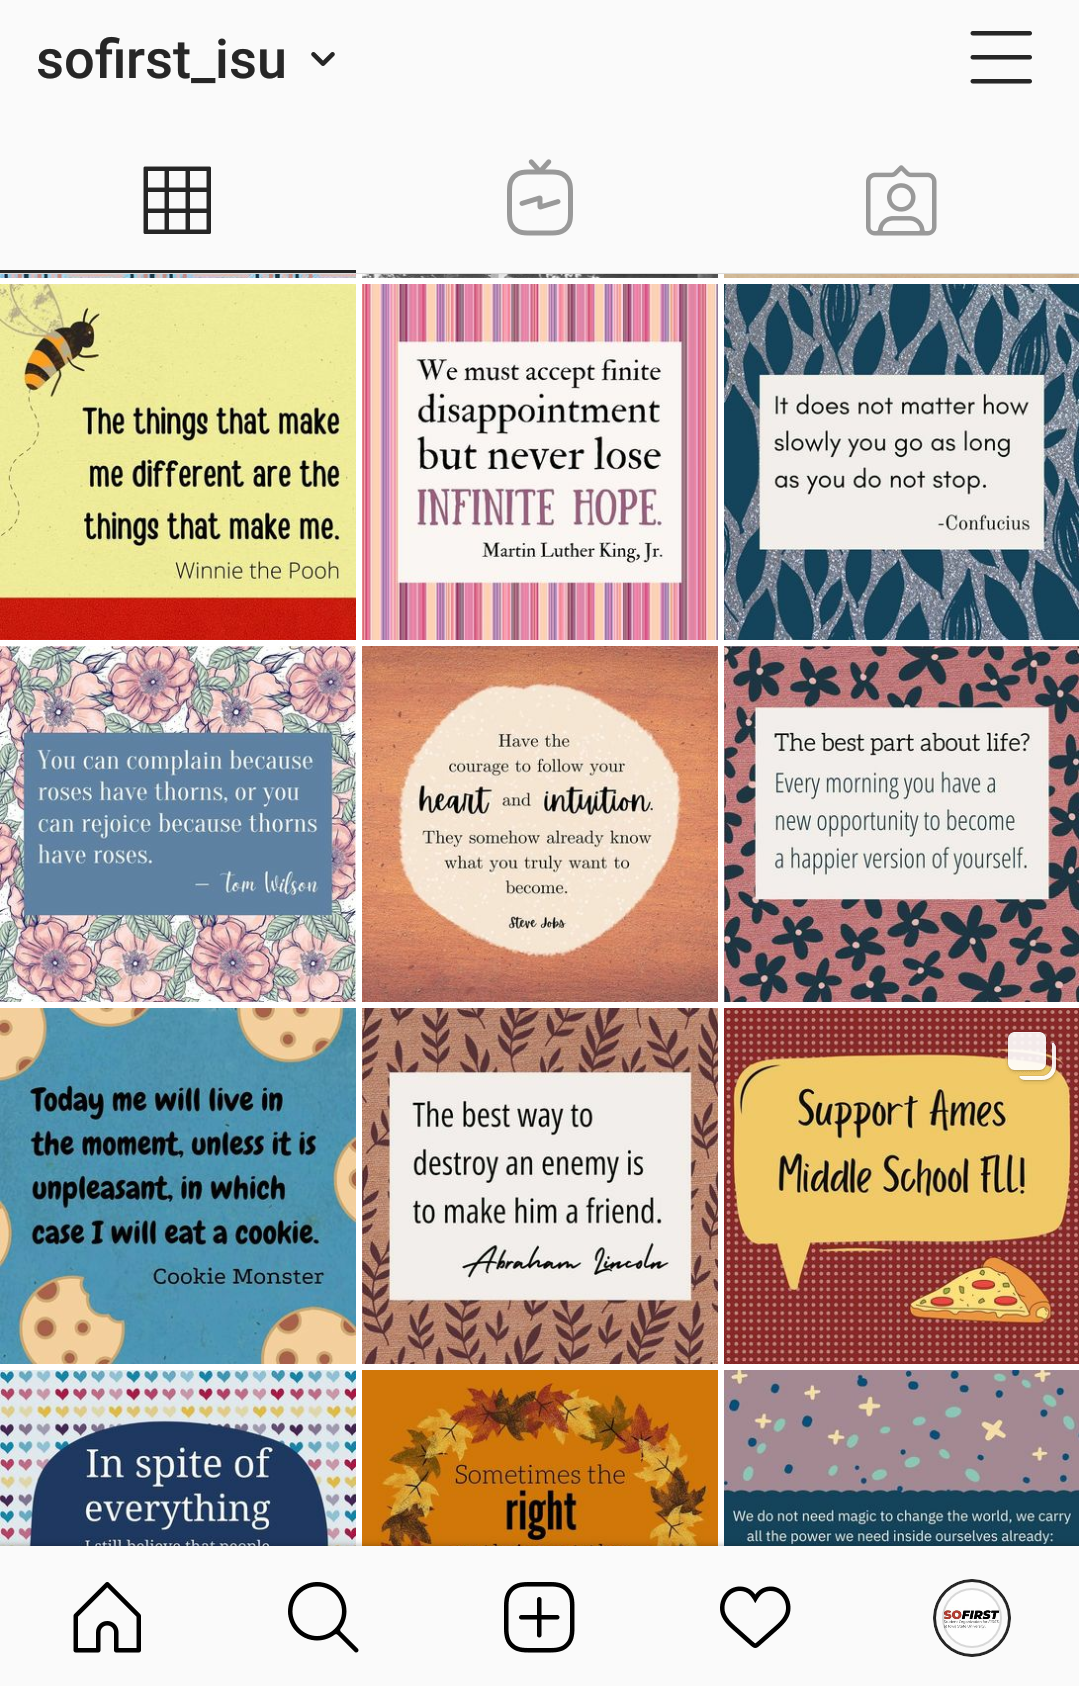 sofirst_isu
The things that make
me different are the
things that make me.
Winnie the Pooh
We must accept finite
disappointment
but never lose
INFINITE HOPE.
Martin Luther King, Jr.
It does not matter how
slowly you go as long
as you do not stop.
-Confucius
You can complain because
roses have thorns, or you
can rejoice because thorns
have roses.
– Tom Wilson
Have the
courage to follow your
heart and intuition.
They somehow already know
what you truly want to
become.
Steve Jobs
The best part about life?
Every morning you have a
new opportunity to become
a happier version of yourself.
Today me will live in
the moment, unless it is
unpleasant, in which
case I will eat a cookie.
Cookie Monster
The best way to
destroy an enemy is
to make him a friend.
Abraham Lincoln
Support Ames
Middle School FLL!
In spite of
everything
I still believe that people
Sometimes the
right
We do not need magic to change the world, we carry
all the power we need inside ourselves already:
SOFIRST